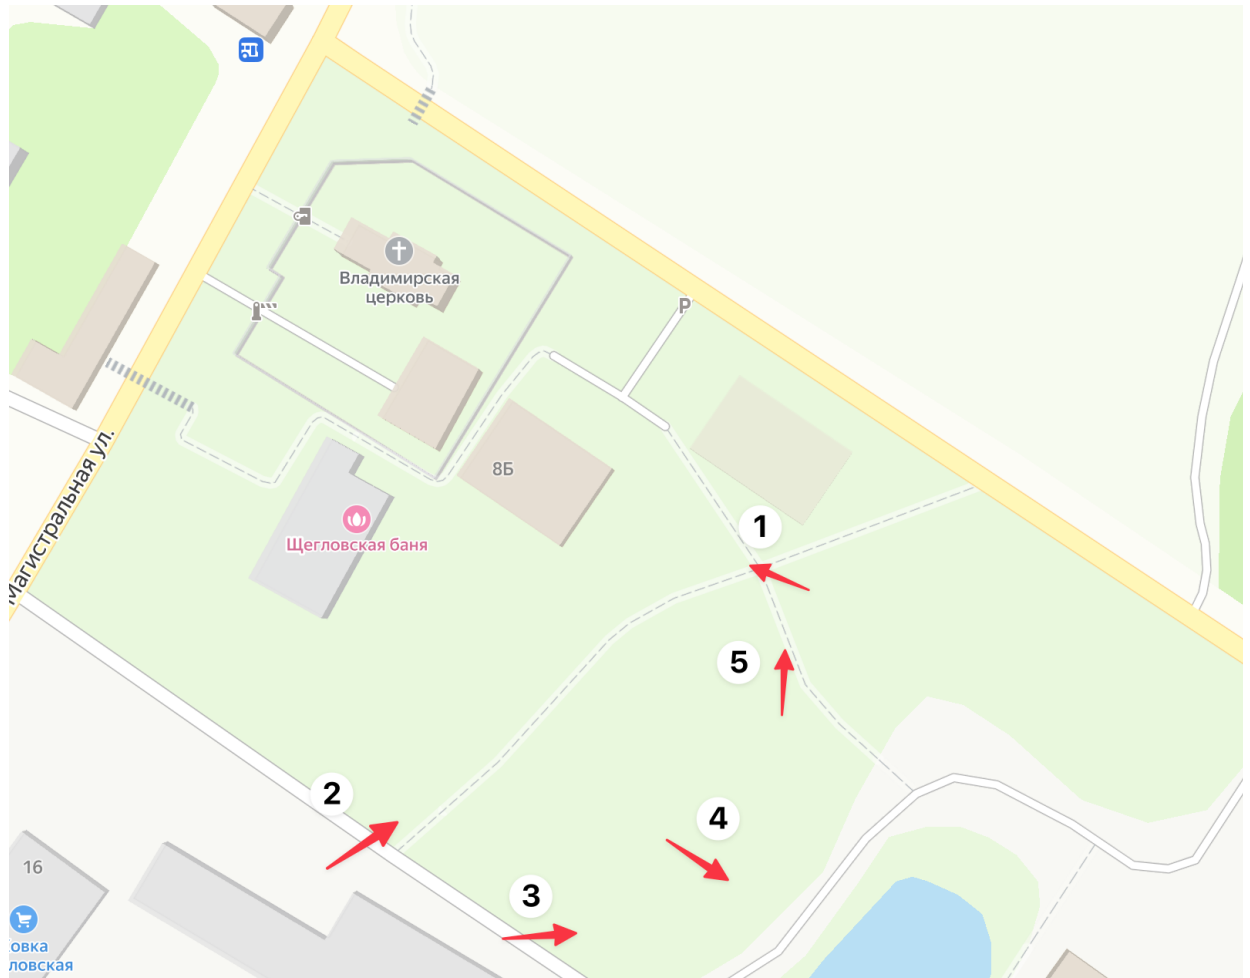 Владимирская
церковь
P
8Б
Щегловская баня
Магистральная ул.
1
5
2
4
3
16
овка
ловская